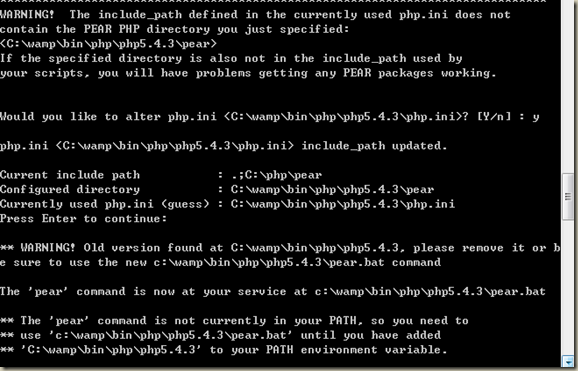 WARNING!  The include_path defined in the currently used php.ini does not
contain the PEAR PHP directory you just specified:
<C:\wamp\bin\php\php5.4.3\pear>
If the specified directory is also not in the include_path used by
your scripts, you will have problems getting any PEAR packages working.
Would you like to alter php.ini <C:\wamp\bin\php\php5.4.3\php.ini>? [Y/n] : y
php.ini <C:\wamp\bin\php\php5.4.3\php.ini> include_path updated.
Current include path           : .;C:\php\pear
Configured directory           : C:\wamp\bin\php\php5.4.3\pear
Currently used php.ini (guess) : C:\wamp\bin\php\php5.4.3\php.ini
Press Enter to continue:
** WARNING! Old version found at C:\wamp\bin\php\php5.4.3, please remove it or b
e sure to use the new c:\wamp\bin\php\php5.4.3\pear.bat command
The 'pear' command is now at your service at c:\wamp\bin\php\php5.4.3\pear.bat
** The 'pear' command is not currently in your PATH, so you need to
** use 'c:\wamp\bin\php\php5.4.3\pear.bat' until you have added
** 'C:\wamp\bin\php\php5.4.3' to your PATH environment variable.